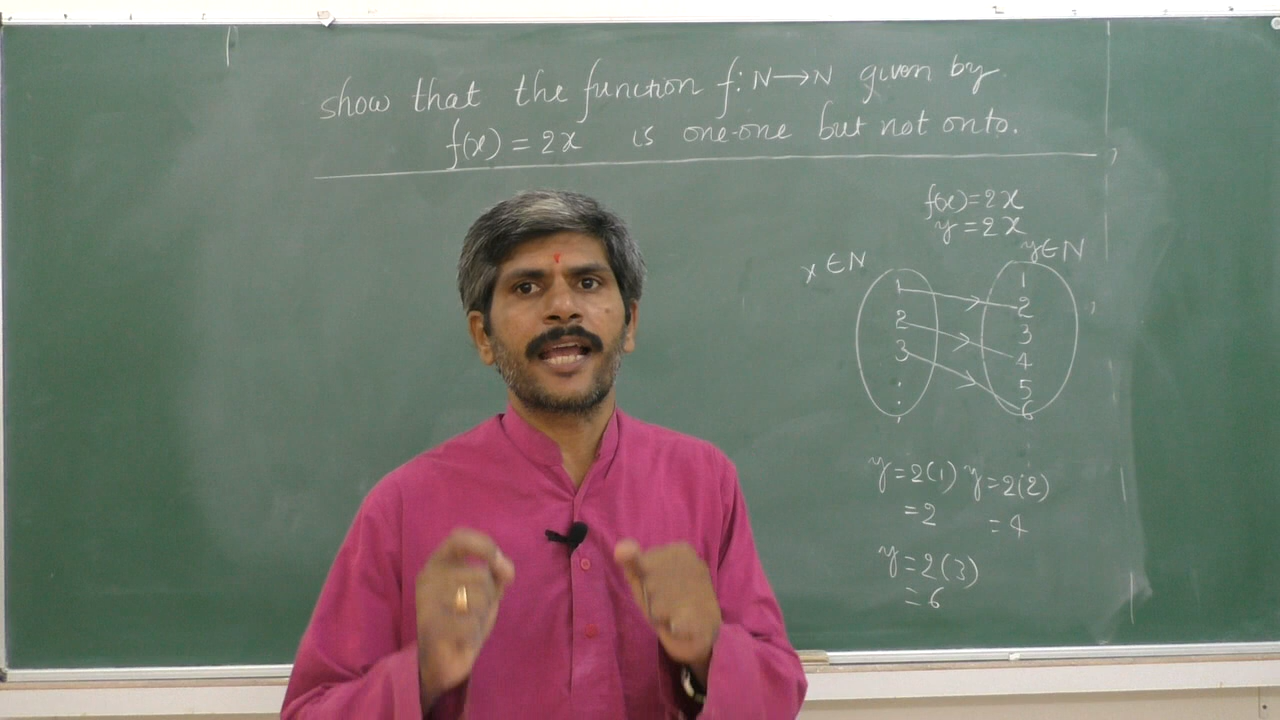 show that the function f: N→N given by
f(x) = 2x is one-one but not onto.
f(x)=2x
y=2x
x∈N
y∈N
1
2
3
.
.
.
1
2
3
4
5
6
y=2(1) y=2(2)
=2 =4
y=2(3)
=6